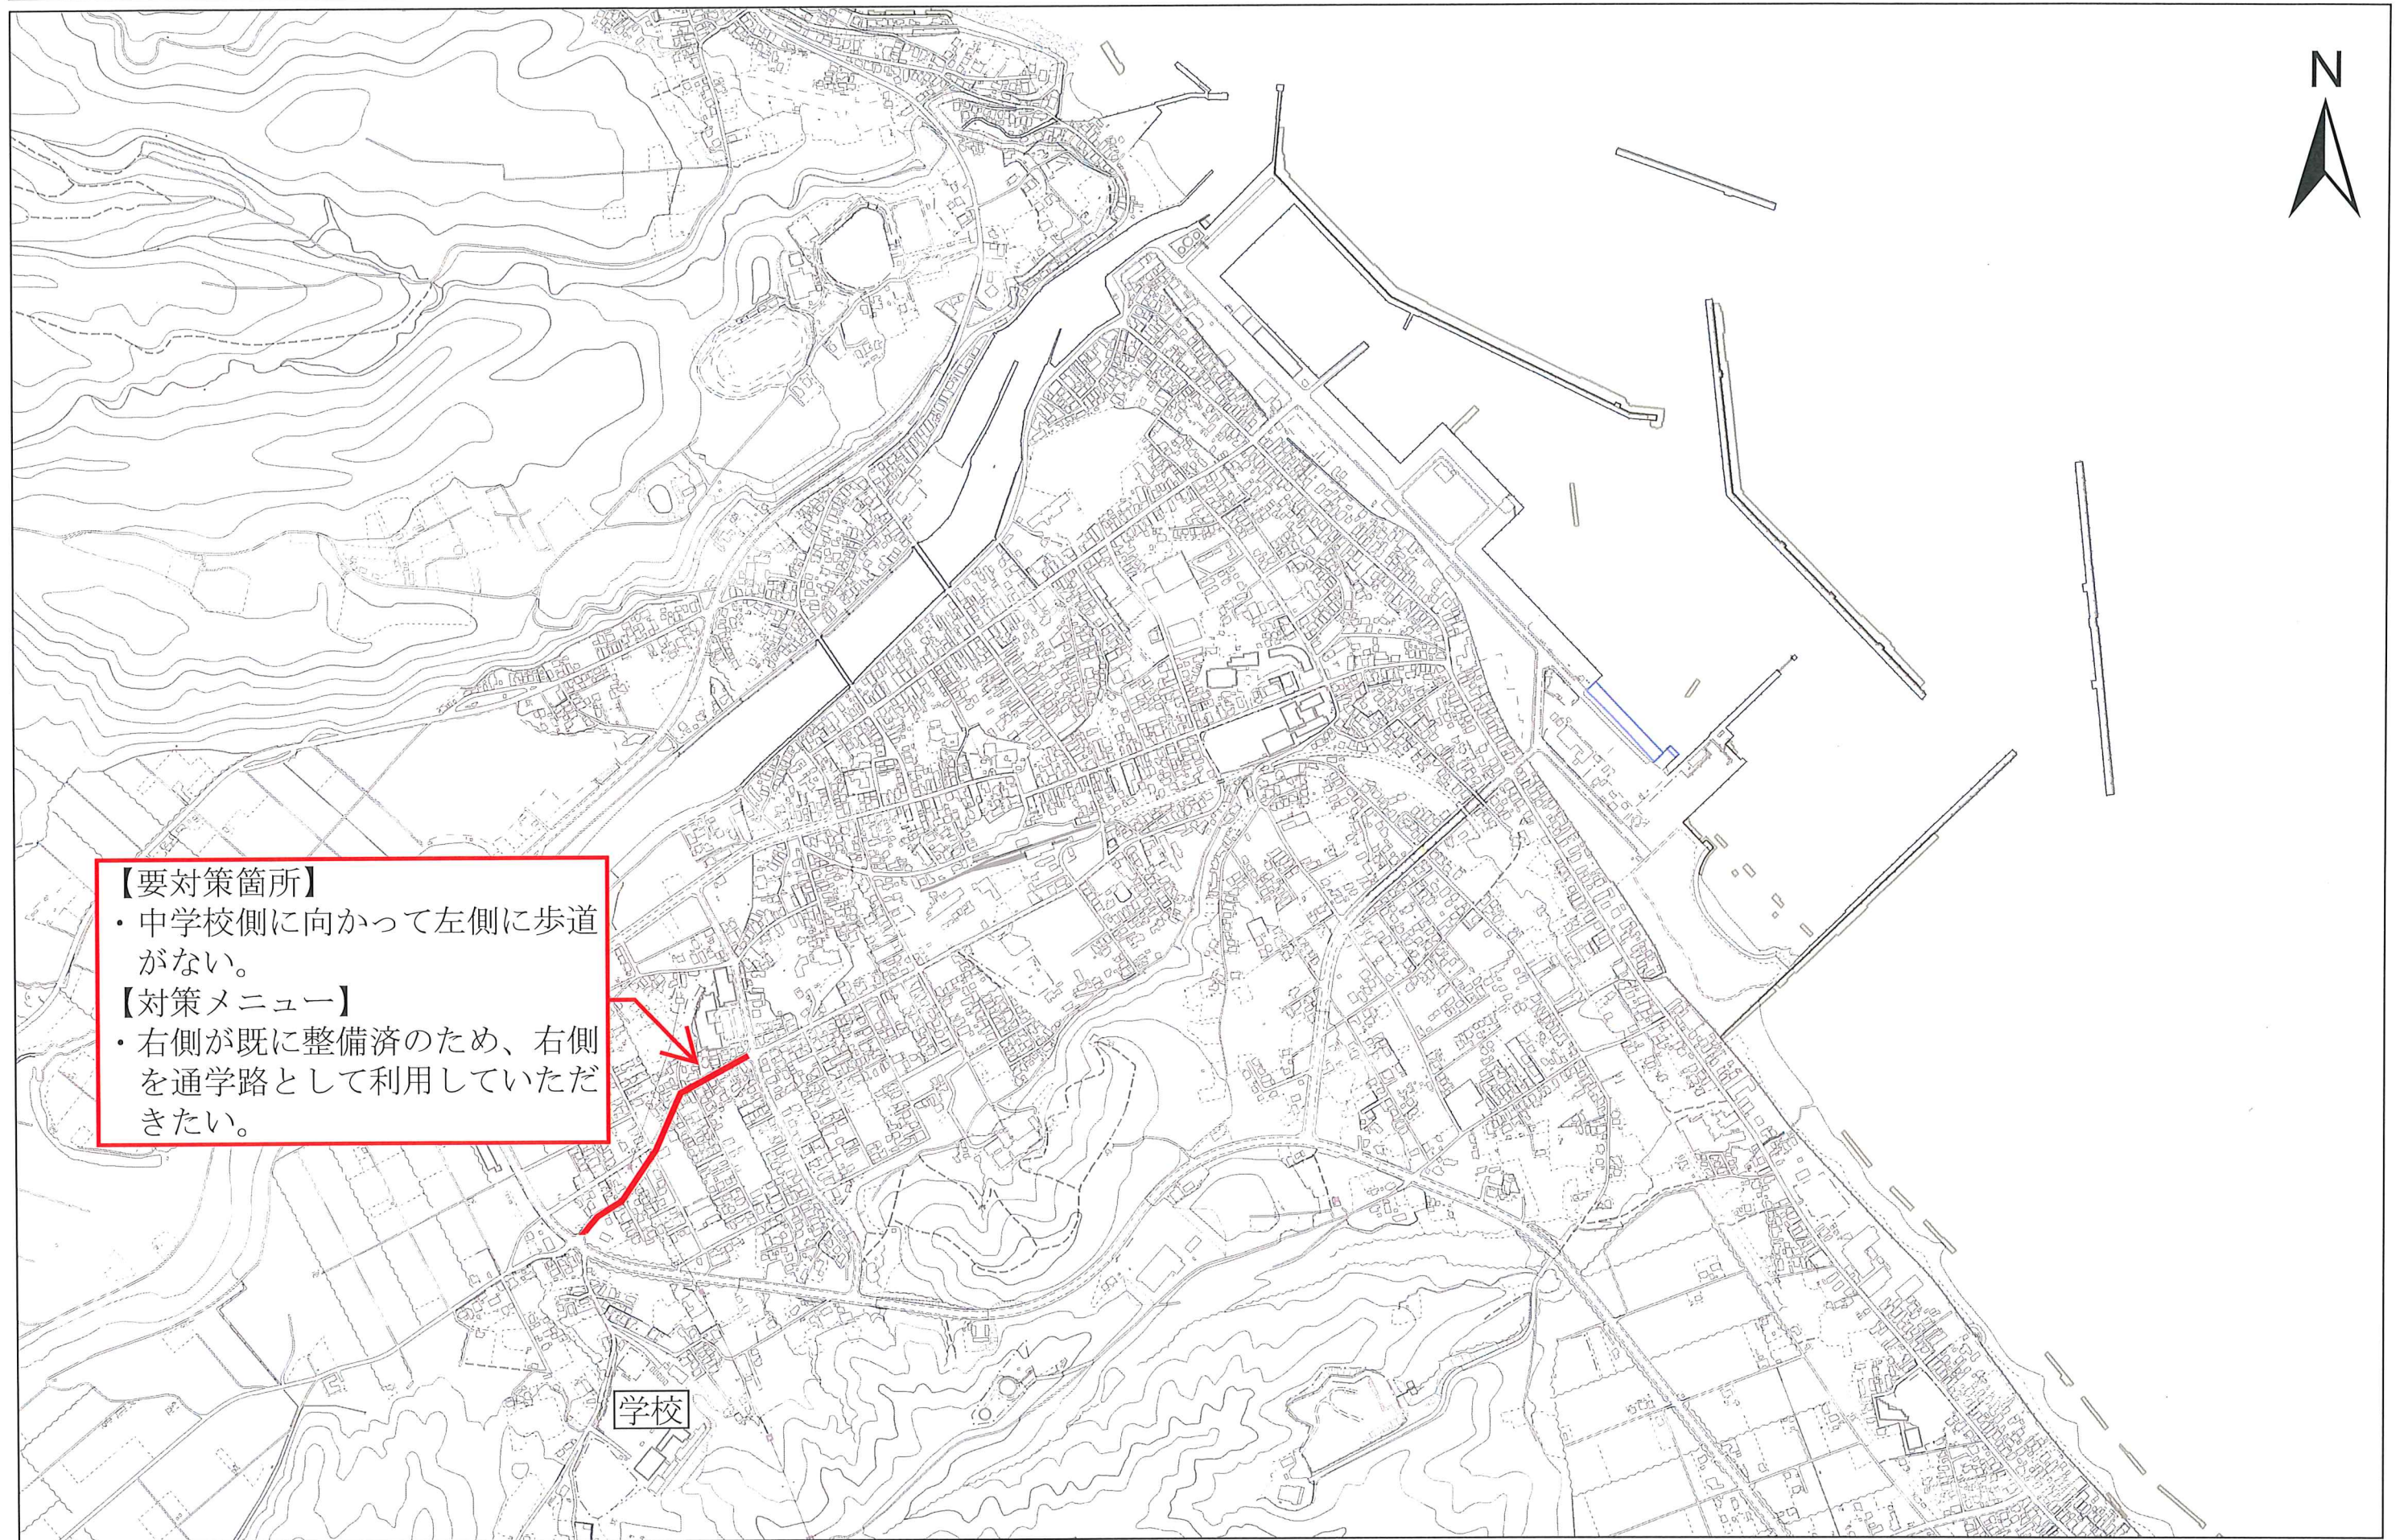 N
【要対策箇所】
・中学校側に向かって左側に歩道
がない。
【対策メニュー】
・右側が既に整備済のため、右側
を通学路として利用していただ
きたい。
学校